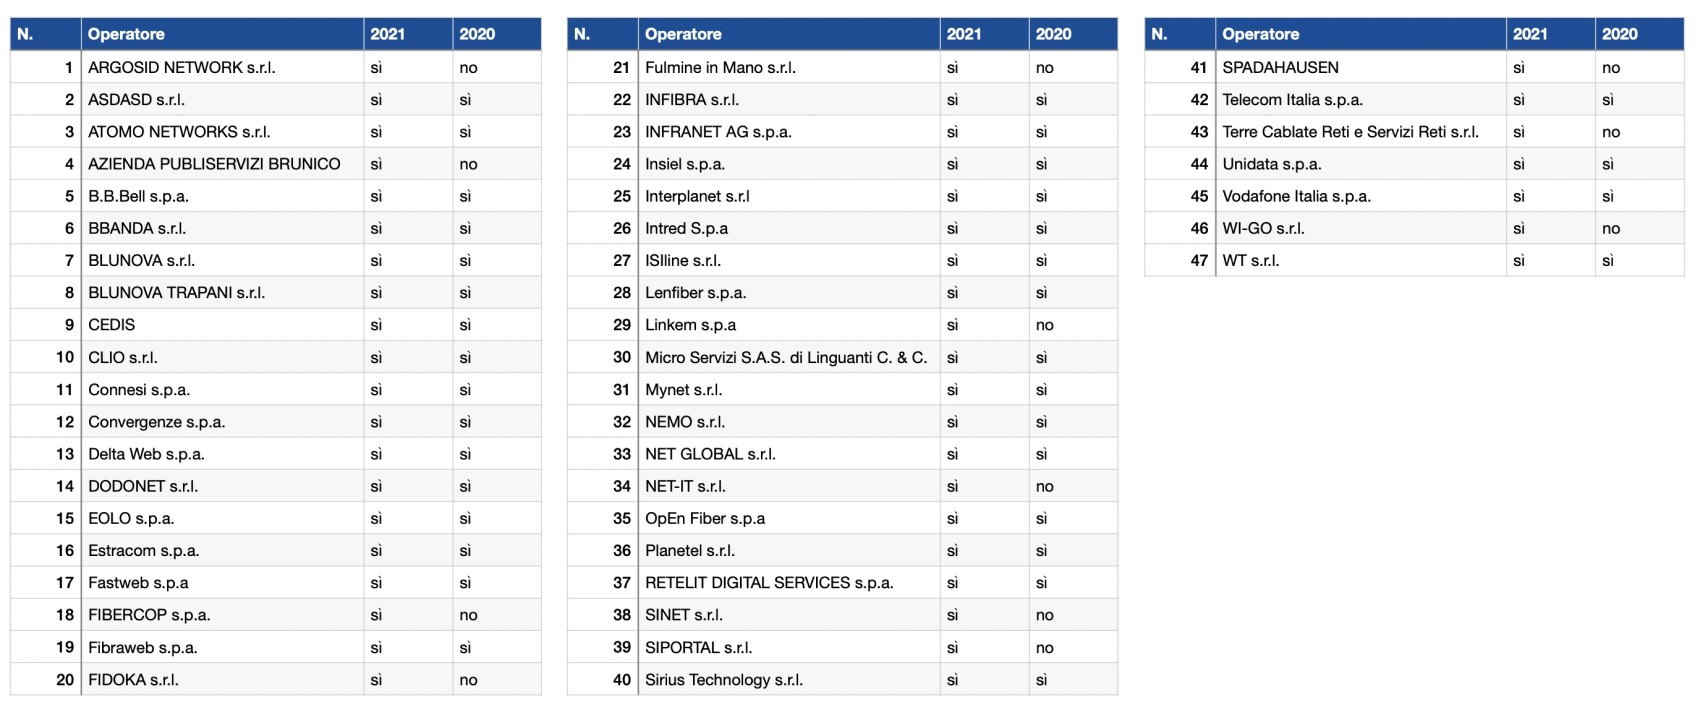 N. Operatore 2021 2020
1 ARGOSID NETWORK s.r.l. sì no
2 ASDASD s.r.l. sì sì
3 ATOMO NETWORKS s.r.l. sì sì
4 AZIENDA PUBLISERVIZI BRUNICO sì no
5 B.B.Bell s.p.a. sì sì
6 BBANDA s.r.l. sì sì
7 BLUNOVA s.r.l. sì sì
8 BLUNOVA TRAPANI s.r.l. sì sì
9 CEDIS sì sì
10 CLIO s.r.l. sì sì
11 Connesi s.p.a. sì sì
12 Convergenze s.p.a. sì sì
13 Delta Web s.p.a. sì sì
14 DODONET s.r.l. sì sì
15 EOLO s.p.a. sì sì
16 Estracom s.p.a. sì sì
17 Fastweb s.p.a sì sì
18 FIBERCOP s.p.a. sì no
19 Fibraweb s.p.a. sì sì
20 FIDOKA s.r.l. sì no
N. Operatore 2021 2020
21 Fulmine in Mano s.r.l. sì no
22 INFIBRA s.r.l. sì sì
23 INFRANET AG s.p.a. sì sì
24 Insiel s.p.a. sì sì
25 Interplanet s.r.l sì sì
26 Intred S.p.a sì sì
27 ISIline s.r.l. sì sì
28 Lenfiber s.p.a. sì sì
29 Linkem s.p.a sì no
30 Micro Servizi S.A.S. di Linguanti C. & C. sì sì
31 Mynet s.r.l. sì sì
32 NEMO s.r.l. sì sì
33 NET GLOBAL s.r.l. sì sì
34 NET-IT s.r.l. sì no
35 OpEn Fiber s.p.a sì sì
36 Planetel s.r.l. sì sì
37 RETELIT DIGITAL SERVICES s.p.a. sì sì
38 SINET s.r.l. sì no
39 SIPORTAL s.r.l. sì no
40 Sirius Technology s.r.l. sì sì
N. Operatore 2021 2020
41 SPADAHAUSEN sì no
42 Telecom Italia s.p.a. sì sì
43 Terre Cablate Reti e Servizi Reti s.r.l. sì no
44 Unidata s.p.a. sì sì
45 Vodafone Italia s.p.a. sì sì
46 WI-GO s.r.l. sì no
47 WT s.r.l. sì sì